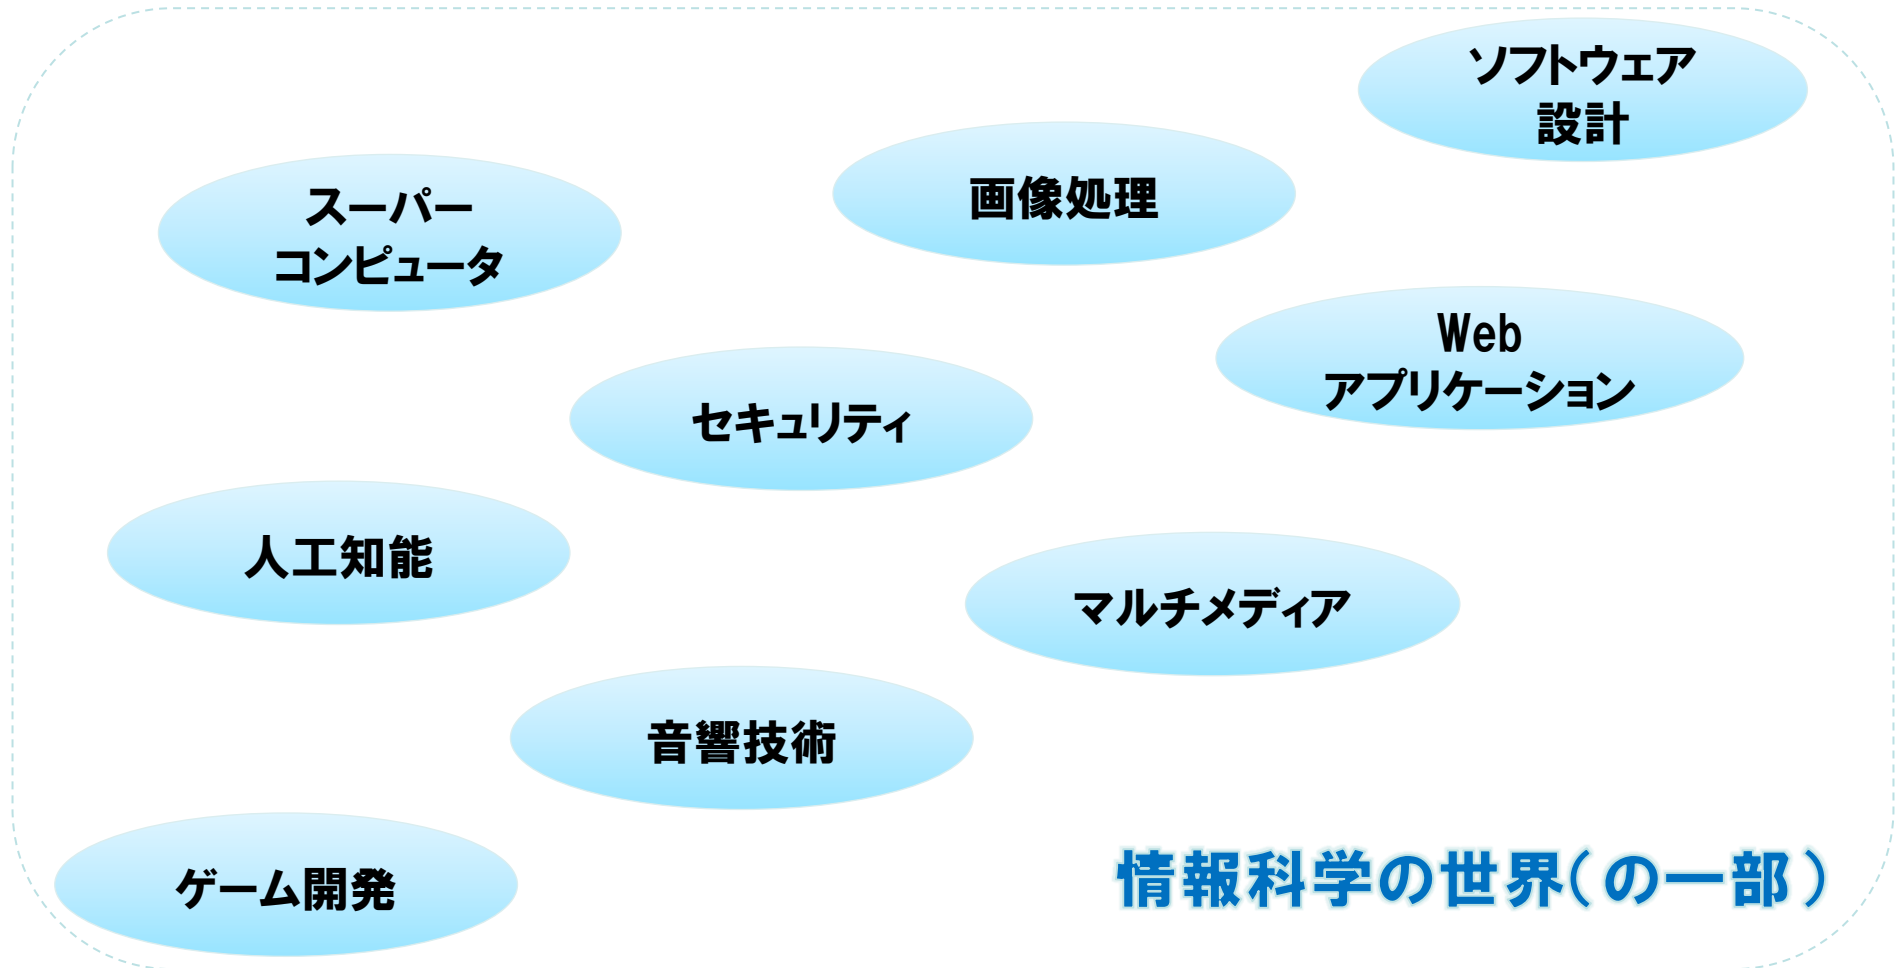 ソフトウェア
設計
画像処理
スーパー
コンピュータ
Web
アプリケーション
セキュリティ
人工知能
マルチメディア
音響技術
ゲーム開発
情報科学の世界（の一部）